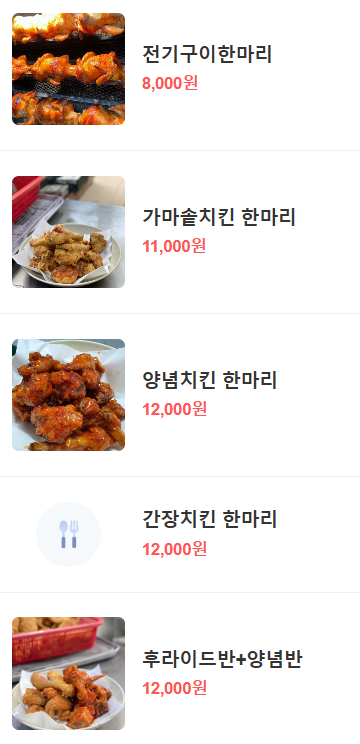 전기구이한마리
8,000원
가마솥치킨 한마리
11,000원
양념치킨 한마리
12,000원
간장치킨 한마리
12,000원
후라이드반+양념반
12,000원